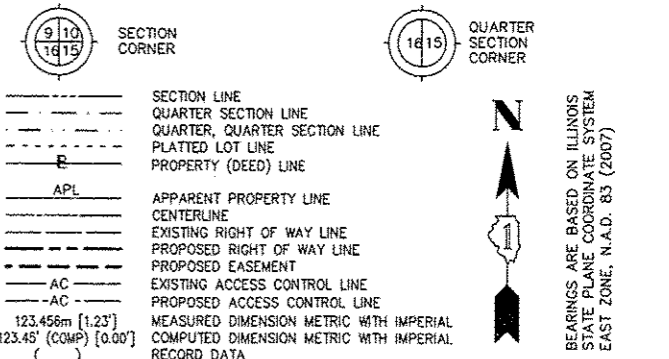 9 10
16 15
SECTION
CORNER
16 15
QUARTER
SECTION
CORNER
SECTION LINE
QUARTER SECTION LINE
QUARTER, QUARTER SECTION LINE
PLATTED LOT LINE
PROPERTY (DEED) LINE
APL
APPARENT PROPERTY LINE
CENTERLINE
EXISTING RIGHT OF WAY LINE
PROPOSED RIGHT OF WAY LINE
PROPOSED EASEMENT
AC EXISTING ACCESS CONTROL LINE
AC PROPOSED ACCESS CONTROL LINE
123.456m [1.23'] MEASURED DIMENSION METRIC WITH IMPERIAL
123.45' (COMP) [0.00'] COMPUTED DIMENSION METRIC WITH IMPERIAL
( ) RECORD DATA
N
1
BEARINGS ARE BASED ON ILLINOIS
STATE PLANE COORDINATE SYSTEM
EAST ZONE, N.A.D. 83 (2007)